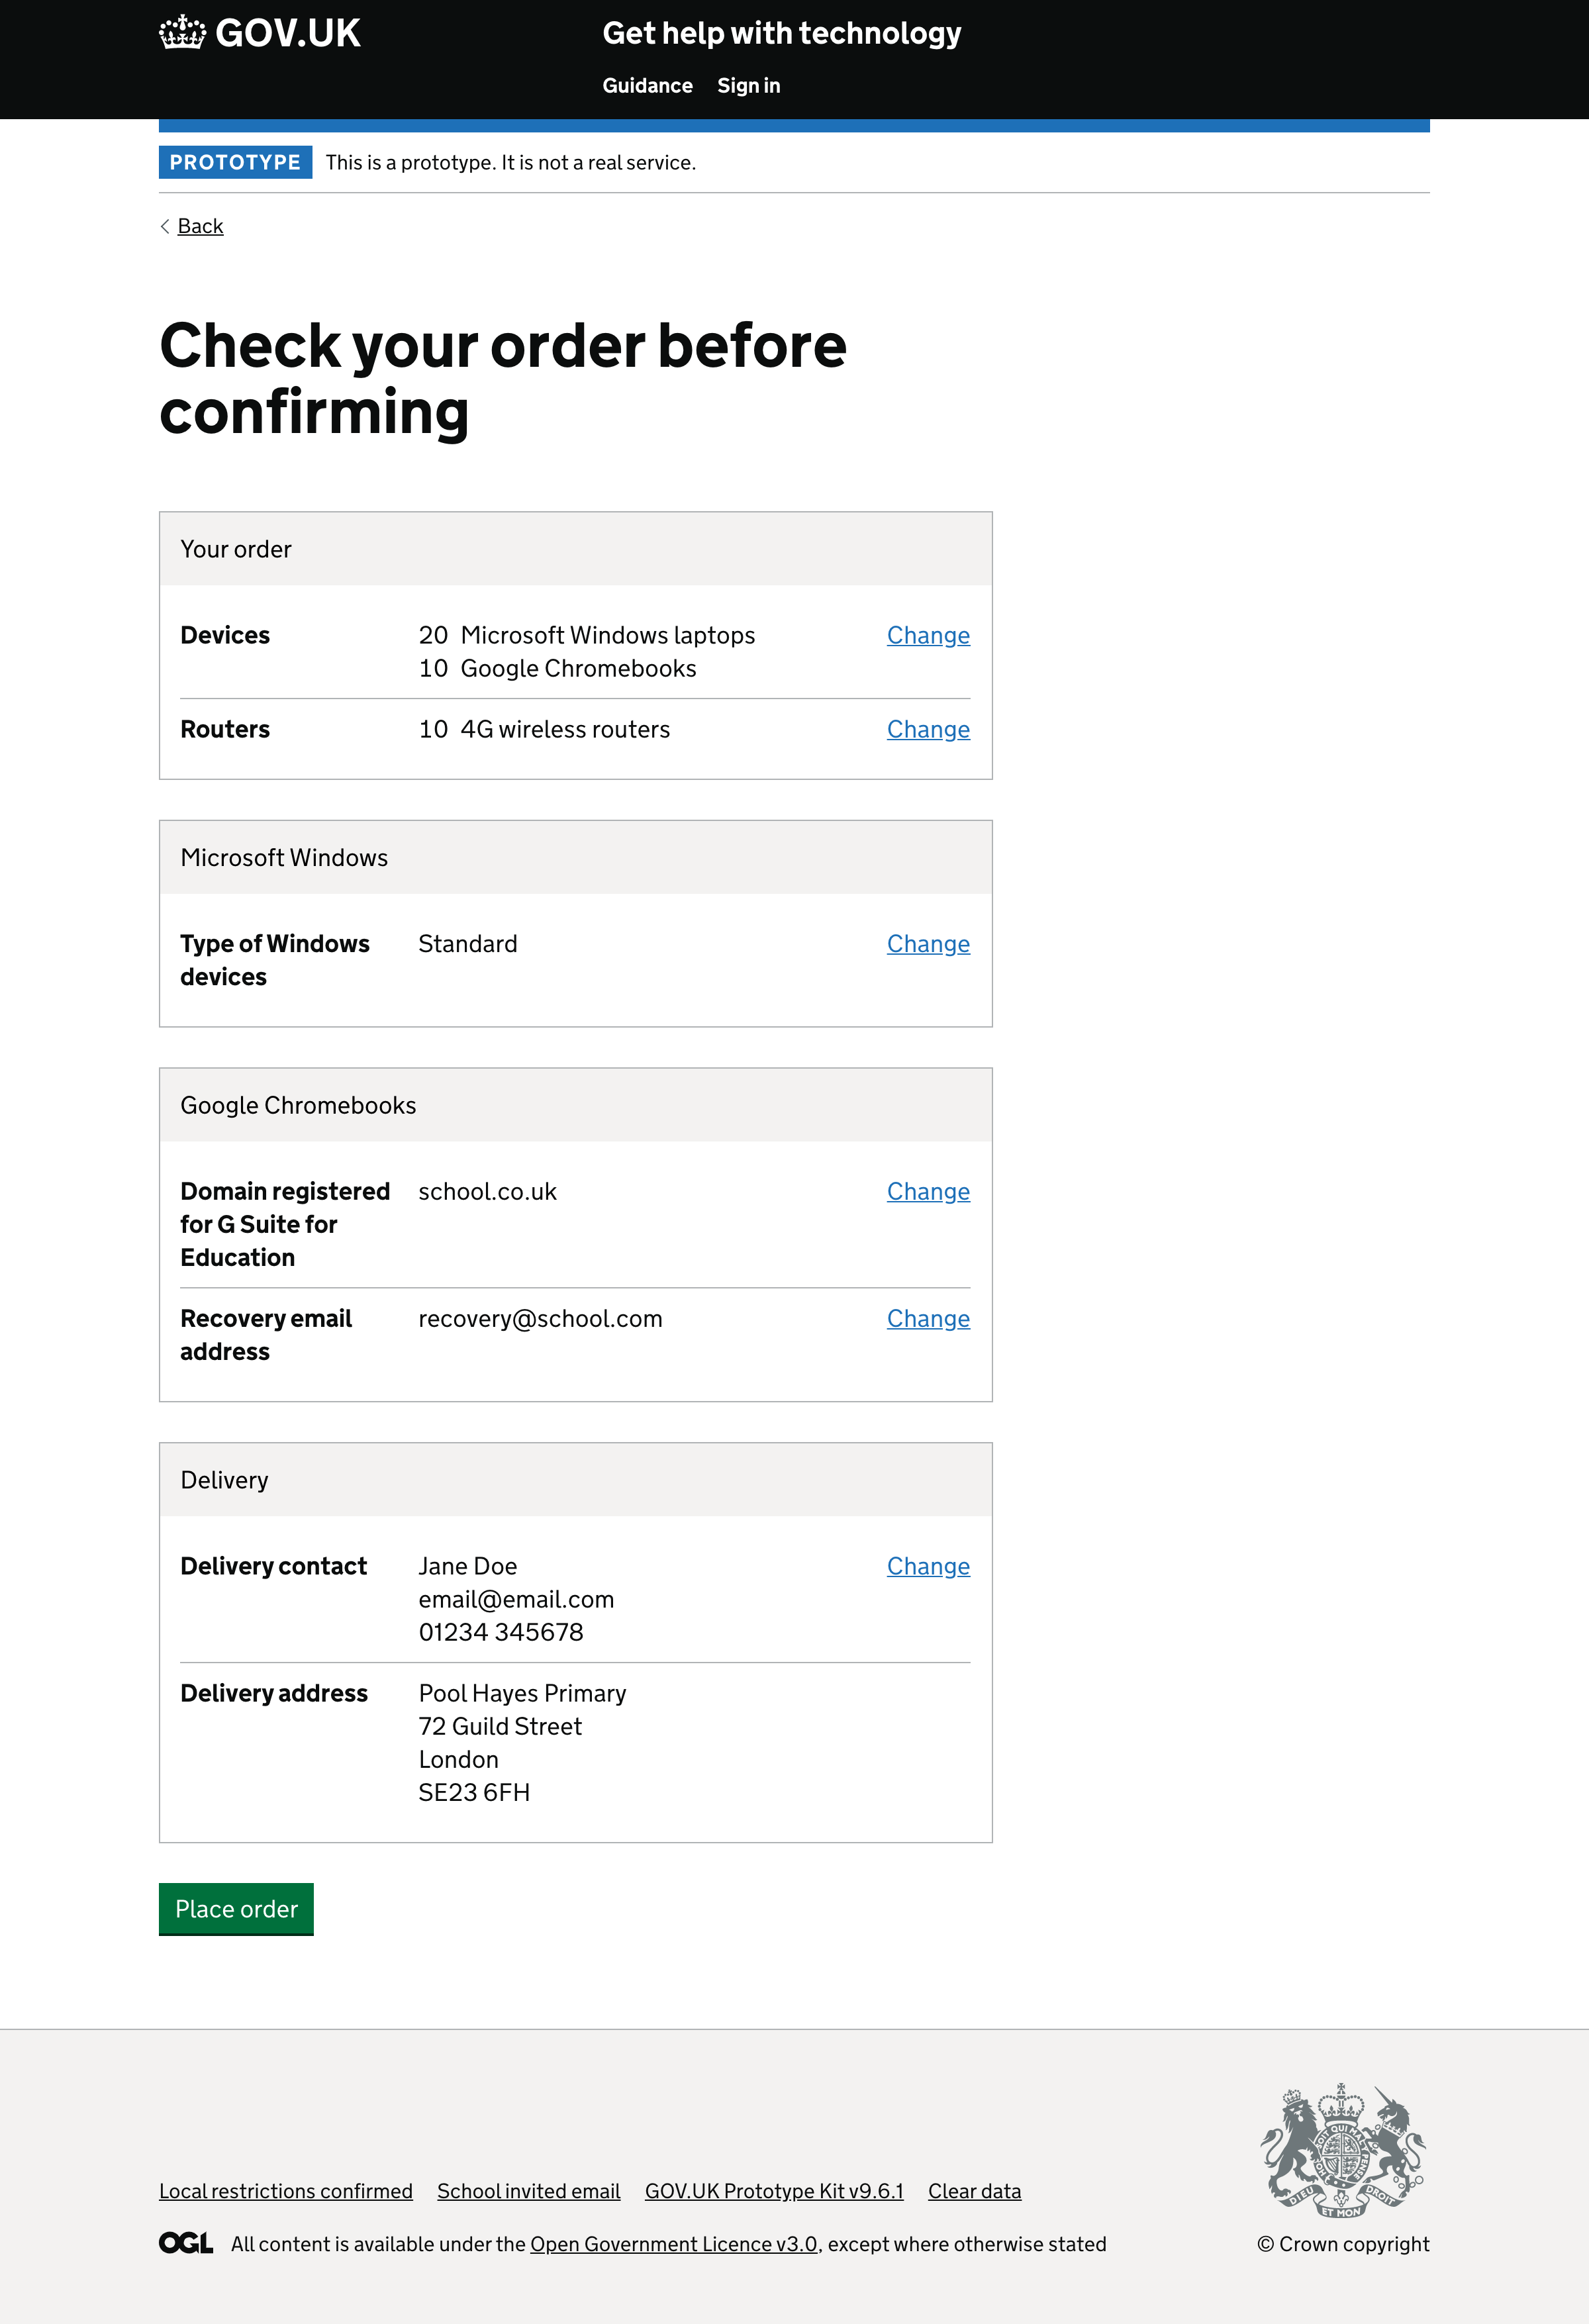 GOV.UK
Get help with technology
Guidance Sign in
PROTOTYPE This is a prototype. It is not a real service.
Back
Check your order before
confirming
Your order
Devices 20 Microsoft Windows laptops Change
10 Google Chromebooks
Routers 10 4G wireless routers Change
Microsoft Windows
Type of Windows Standard Change
devices
Google Chromebooks
Domain registered school.co.uk Change
for G Suite for
Education
Recovery email recovery@school.com Change
address
Delivery
Delivery contact Jane Doe Change
email@email.com
01234 345678
Delivery address Pool Hayes Primary
72 Guild Street
London
SE23 6FH
Place order
Local restrictions confirmed School invited email GOV.UK Prototype Kit v9.6.1 Clear data
OGL All content is available under the Open Government Licence v3.0, except where otherwise stated
DIEU ET MON DROIT
© Crown copyright